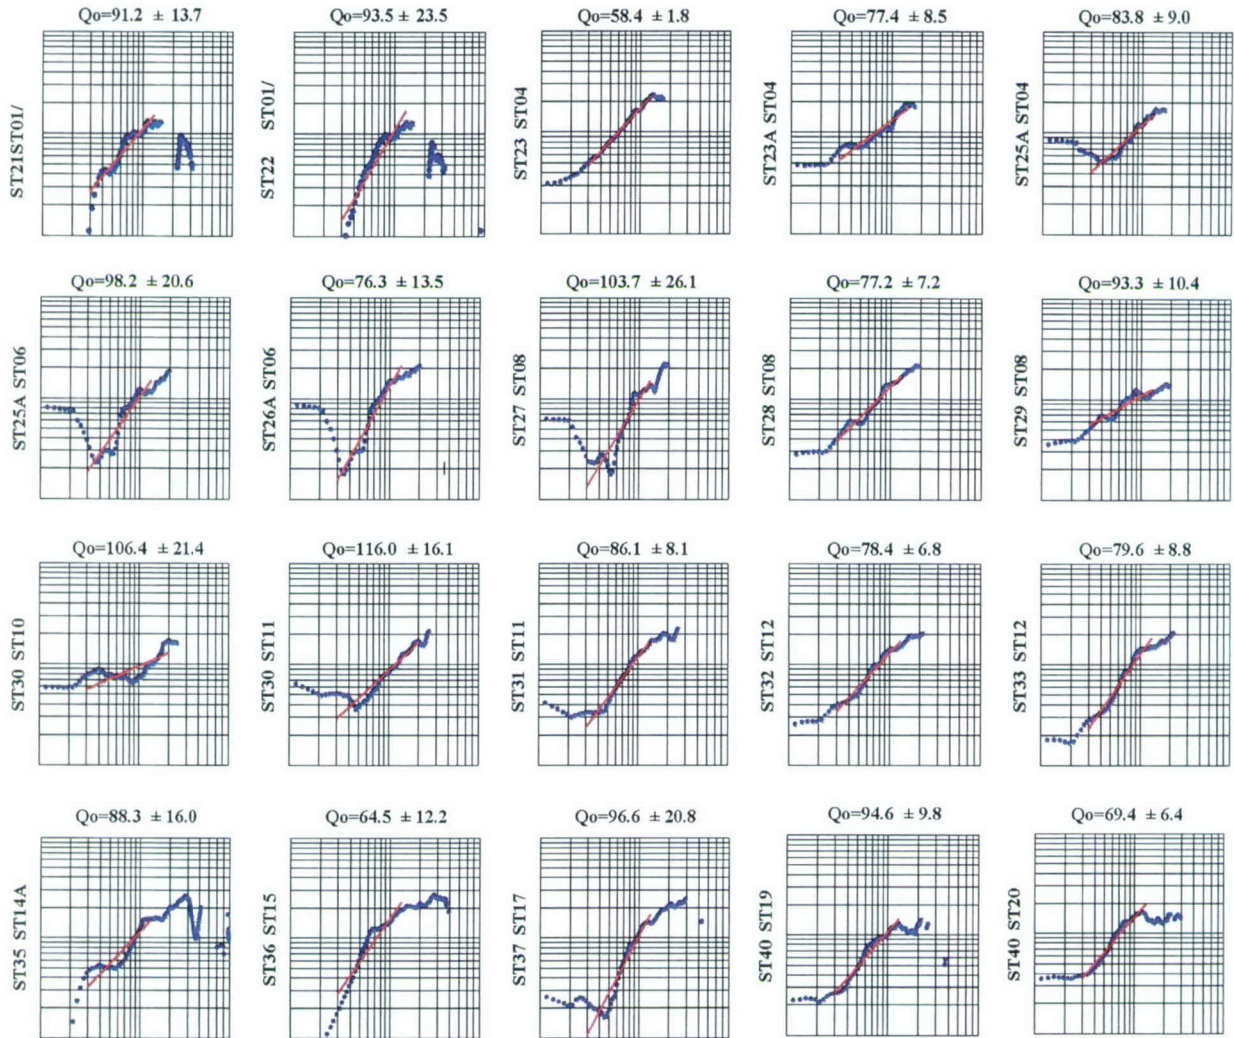 Qo=91.2 ± 13.7
Qo=93.5 ± 23.5
Qo=58.4 ± 1.8
Qo=77.4 ± 8.5
Qo=83.8 ± 9.0
ST21ST01/
ST22 ST01/
ST23 ST04
ST23A ST04
ST25A ST04
Qo=98.2 ± 20.6
Qo=76.3 ± 13.5
Qo=103.7 ± 26.1
Qo=77.2 ± 7.2
Qo=93.3 ± 10.4
ST25A ST06
ST26A ST06
ST27 ST08
ST28 ST08
ST29 ST08
Qo=106.4 ± 21.4
Qo=116.0 ± 16.1
Qo=86.1 ± 8.1
Qo=78.4 ± 6.8
Qo=79.6 ± 8.8
ST30 ST10
ST30 ST11
ST31 ST11
ST32 ST12
ST33 ST12
Qo=88.3 ± 16.0
Qo=64.5 ± 12.2
Qo=96.6 ± 20.8
Qo=94.6 ± 9.8
Qo=69.4 ± 6.4
ST35 ST14A
ST36 ST15
ST37 ST17
ST40 ST19
ST40 ST20